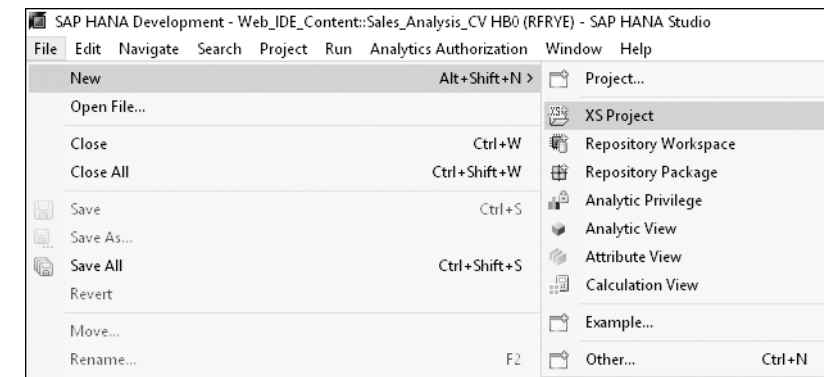 SAP HANA Development - Web_IDE_Content::Sales_Analysis_CV HB0 (RFRYE) - SAP HANA Studio
File Edit Navigate Search Project Run Analytics Authorization Window Help
New Alt+Shift+N >
Open File...
Close Ctrl+W
Close All Ctrl+Shift+W
Save Ctrl+S
Save As...
Save All Ctrl+Shift+S
Revert
Move...
Rename... F2
Project...
XS Project
Repository Workspace
Repository Package
Analytic Privilege
Analytic View
Attribute View
Calculation View
Example...
Other... Ctrl+N